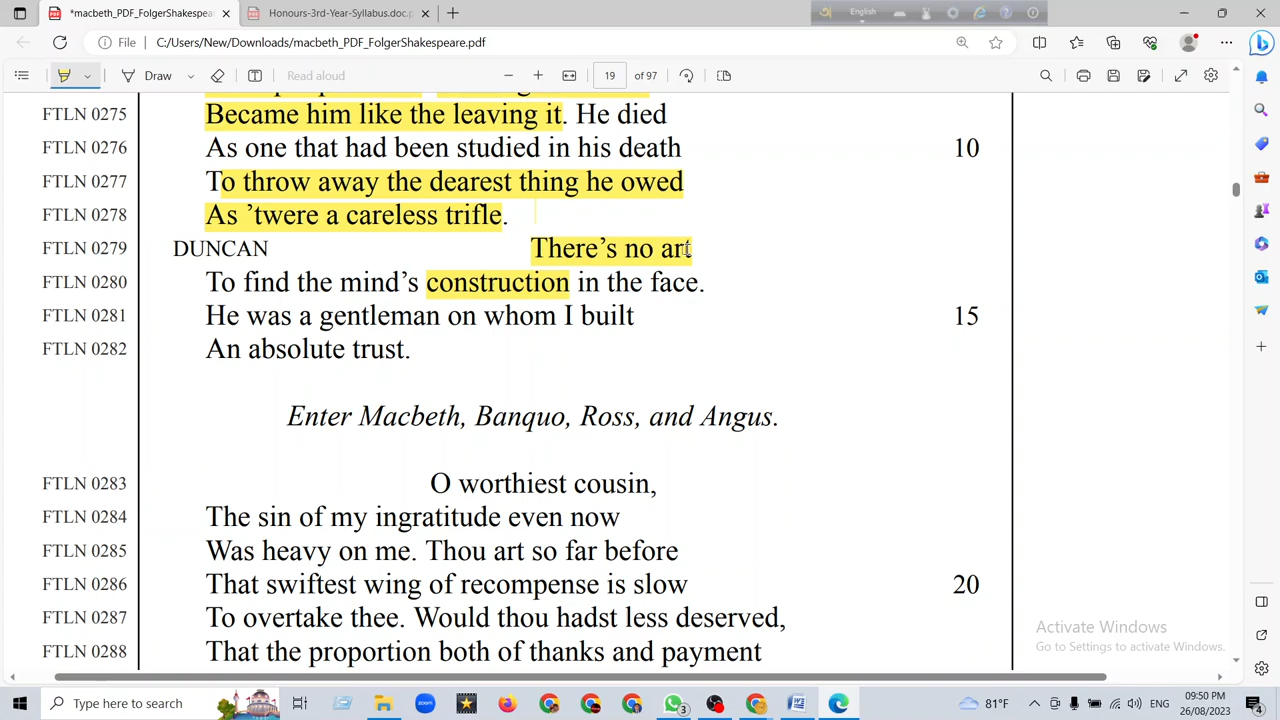 *macbeth_PDF_FolgerShakespeare
Honours-3rd-Year-Syllabus.doc.pdf
English
File C:/Users/New/Downloads/macbeth_PDF_FolgerShakespeare.pdf
Draw Read aloud 19 of 97
FTLN 0275 Became him like the leaving it. He died
FTLN 0276 As one that had been studied in his death 10
FTLN 0277 To throw away the dearest thing he owed
FTLN 0278 As ’twere a careless trifle.
FTLN 0279 DUNCAN There’s no art
FTLN 0280 To find the mind’s construction in the face.
FTLN 0281 He was a gentleman on whom I built 15
FTLN 0282 An absolute trust.
Enter Macbeth, Banquo, Ross, and Angus.
FTLN 0283 O worthiest cousin,
FTLN 0284 The sin of my ingratitude even now
FTLN 0285 Was heavy on me. Thou art so far before
FTLN 0286 That swiftest wing of recompense is slow 20
FTLN 0287 To overtake thee. Would thou hadst less deserved,
FTLN 0288 That the proportion both of thanks and payment
Activate Windows
Go to Settings to activate Windows.
Type here to search
zoom
3
81°F
ENG
09:50 PM
26/08/2023
4